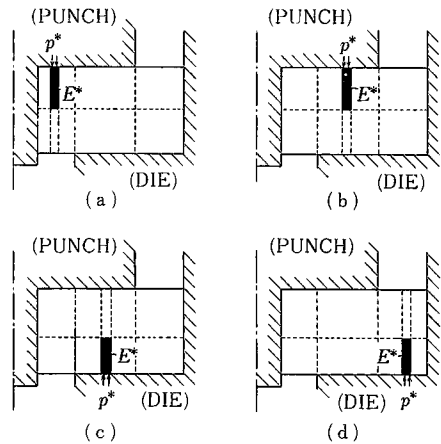 (PUNCH)
p*
E*
(DIE)
(a)
(PUNCH)
p*
E*
(DIE)
(b)
(PUNCH)
E*
p*
(DIE)
(c)
(PUNCH)
E*
(DIE) p*
(d)